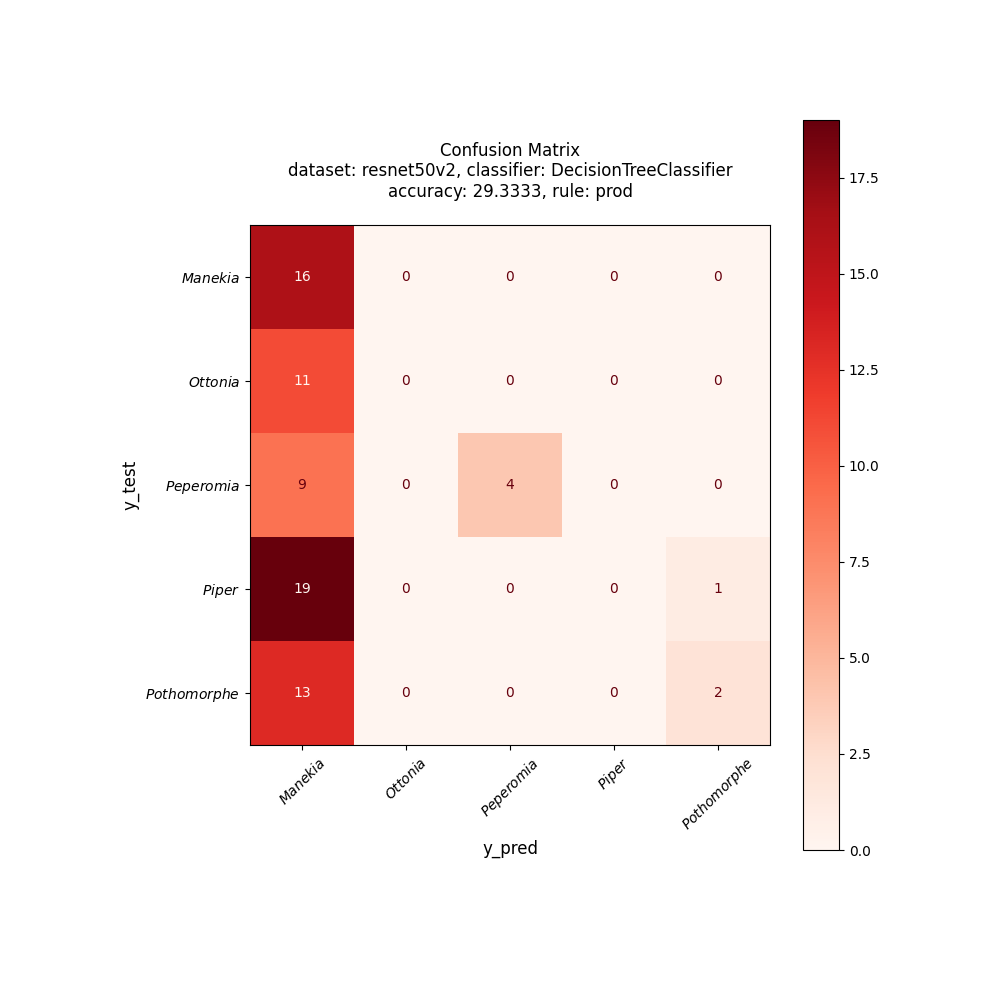 Confusion Matrix
dataset: resnet50v2, classifier: DecisionTreeClassifier
accuracy: 29.3333, rule: prod
y_test
Manekia 16 0 0 0 0
Ottonia 11 0 0 0 0
Peperomia 9 0 4 0 0
Piper 19 0 0 0 1
Pothomorphe 13 0 0 0 2
Manekia Ottonia Peperomia Piper Pothomorphe
y_pred
17.5
15.0
12.5
10.0
7.5
5.0
2.5
0.0